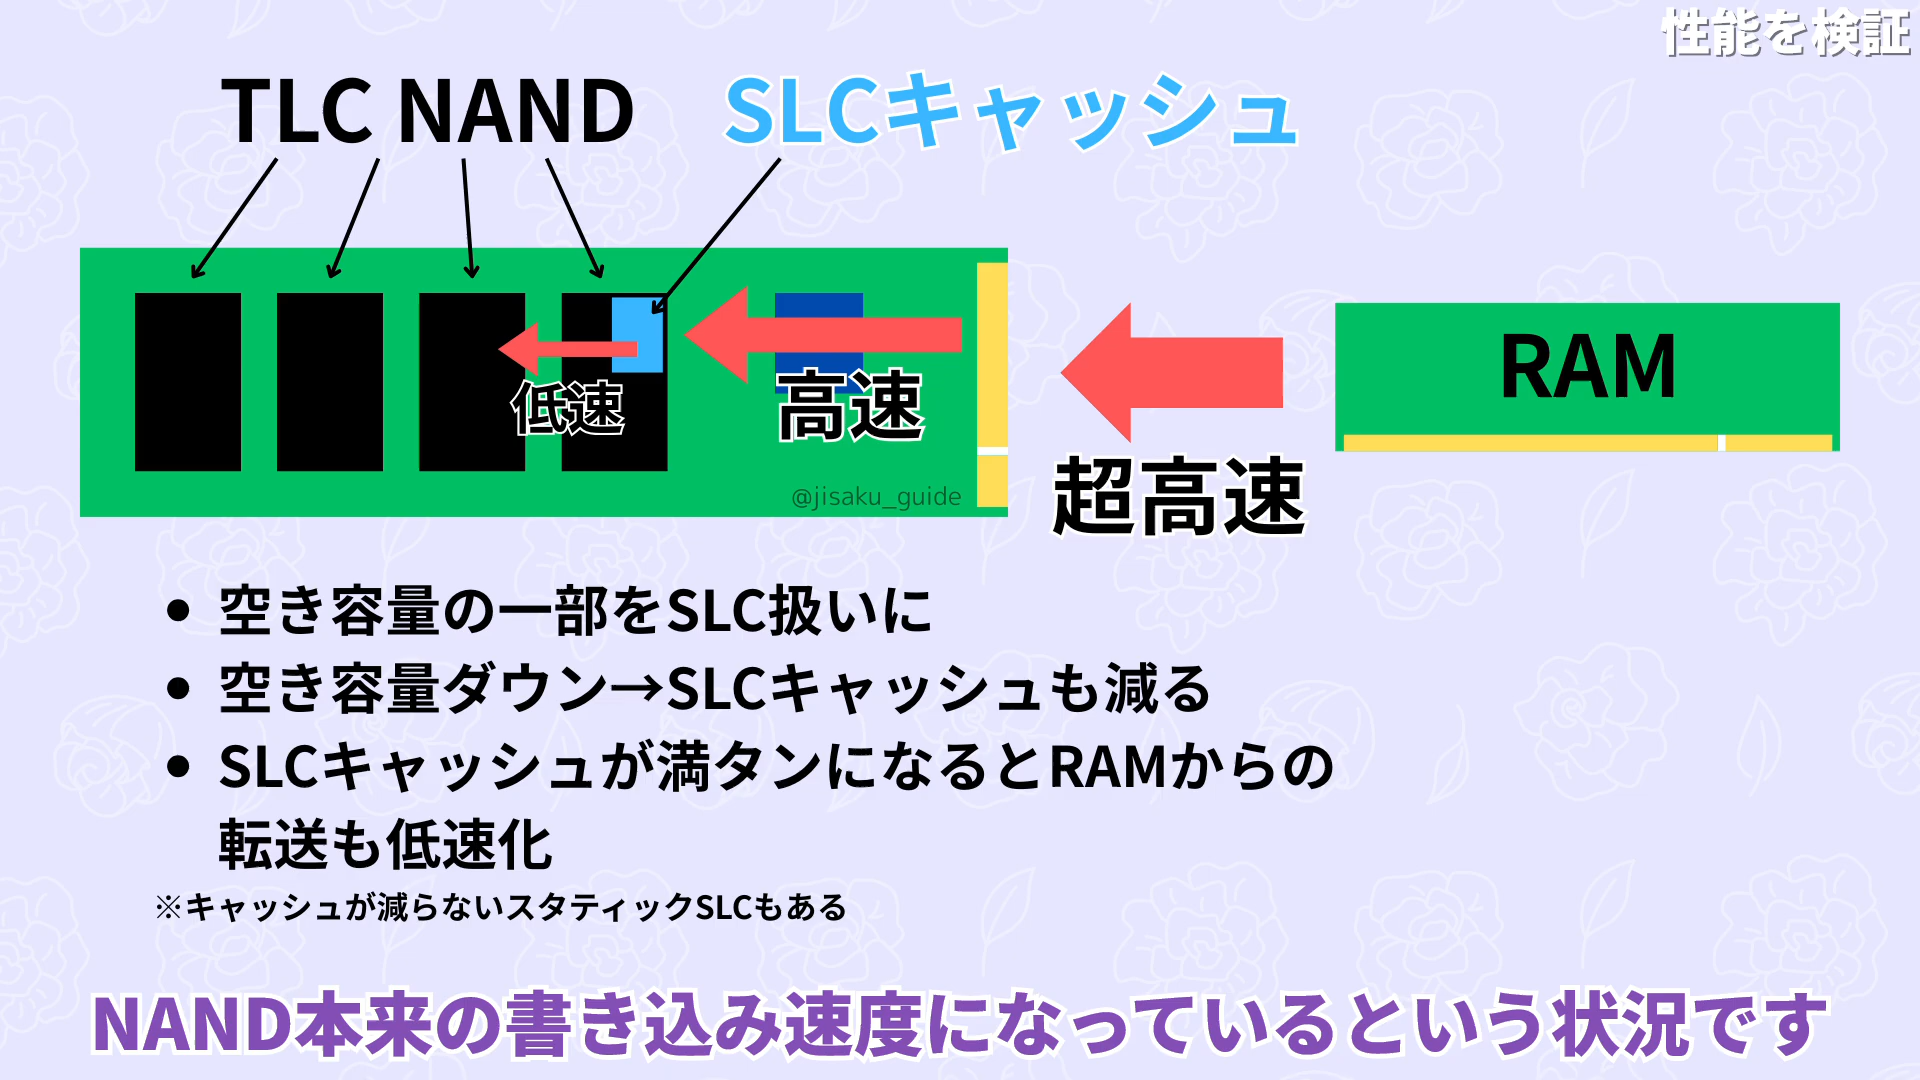 性能を検証
TLC NAND
SLCキャッシュ
低速
高速
@jisaku_guide
超高速
RAM
• 空き容量の一部をSLC扱いに
• 空き容量ダウン→SLCキャッシュも減る
• SLCキャッシュが満タンになるとRAMからの
転送も低速化
※キャッシュが減らないスタティックSLCもある
NAND本来の書き込み速度になっているという状況です